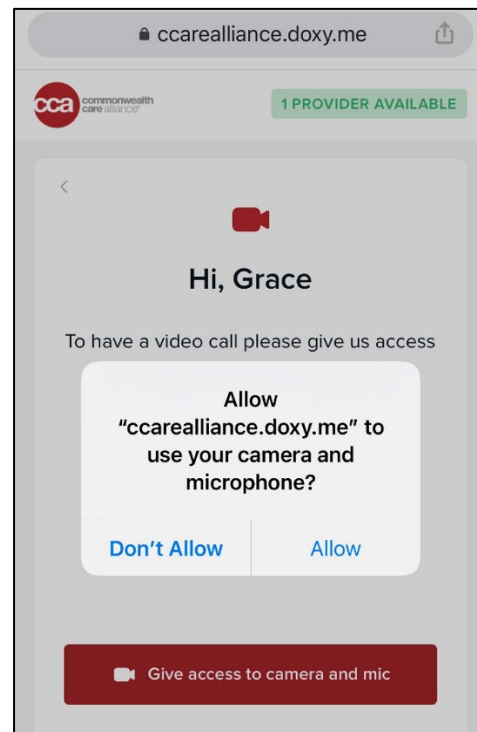 ccarealliance.doxy.me
cca commonwealth
care alliance®
1 PROVIDER AVAILABLE
Hi, Grace
To have a video call please give us access
Allow
“ccarealliance.doxy.me” to
use your camera and
microphone?
Don’t Allow
Allow
Give access to camera and mic